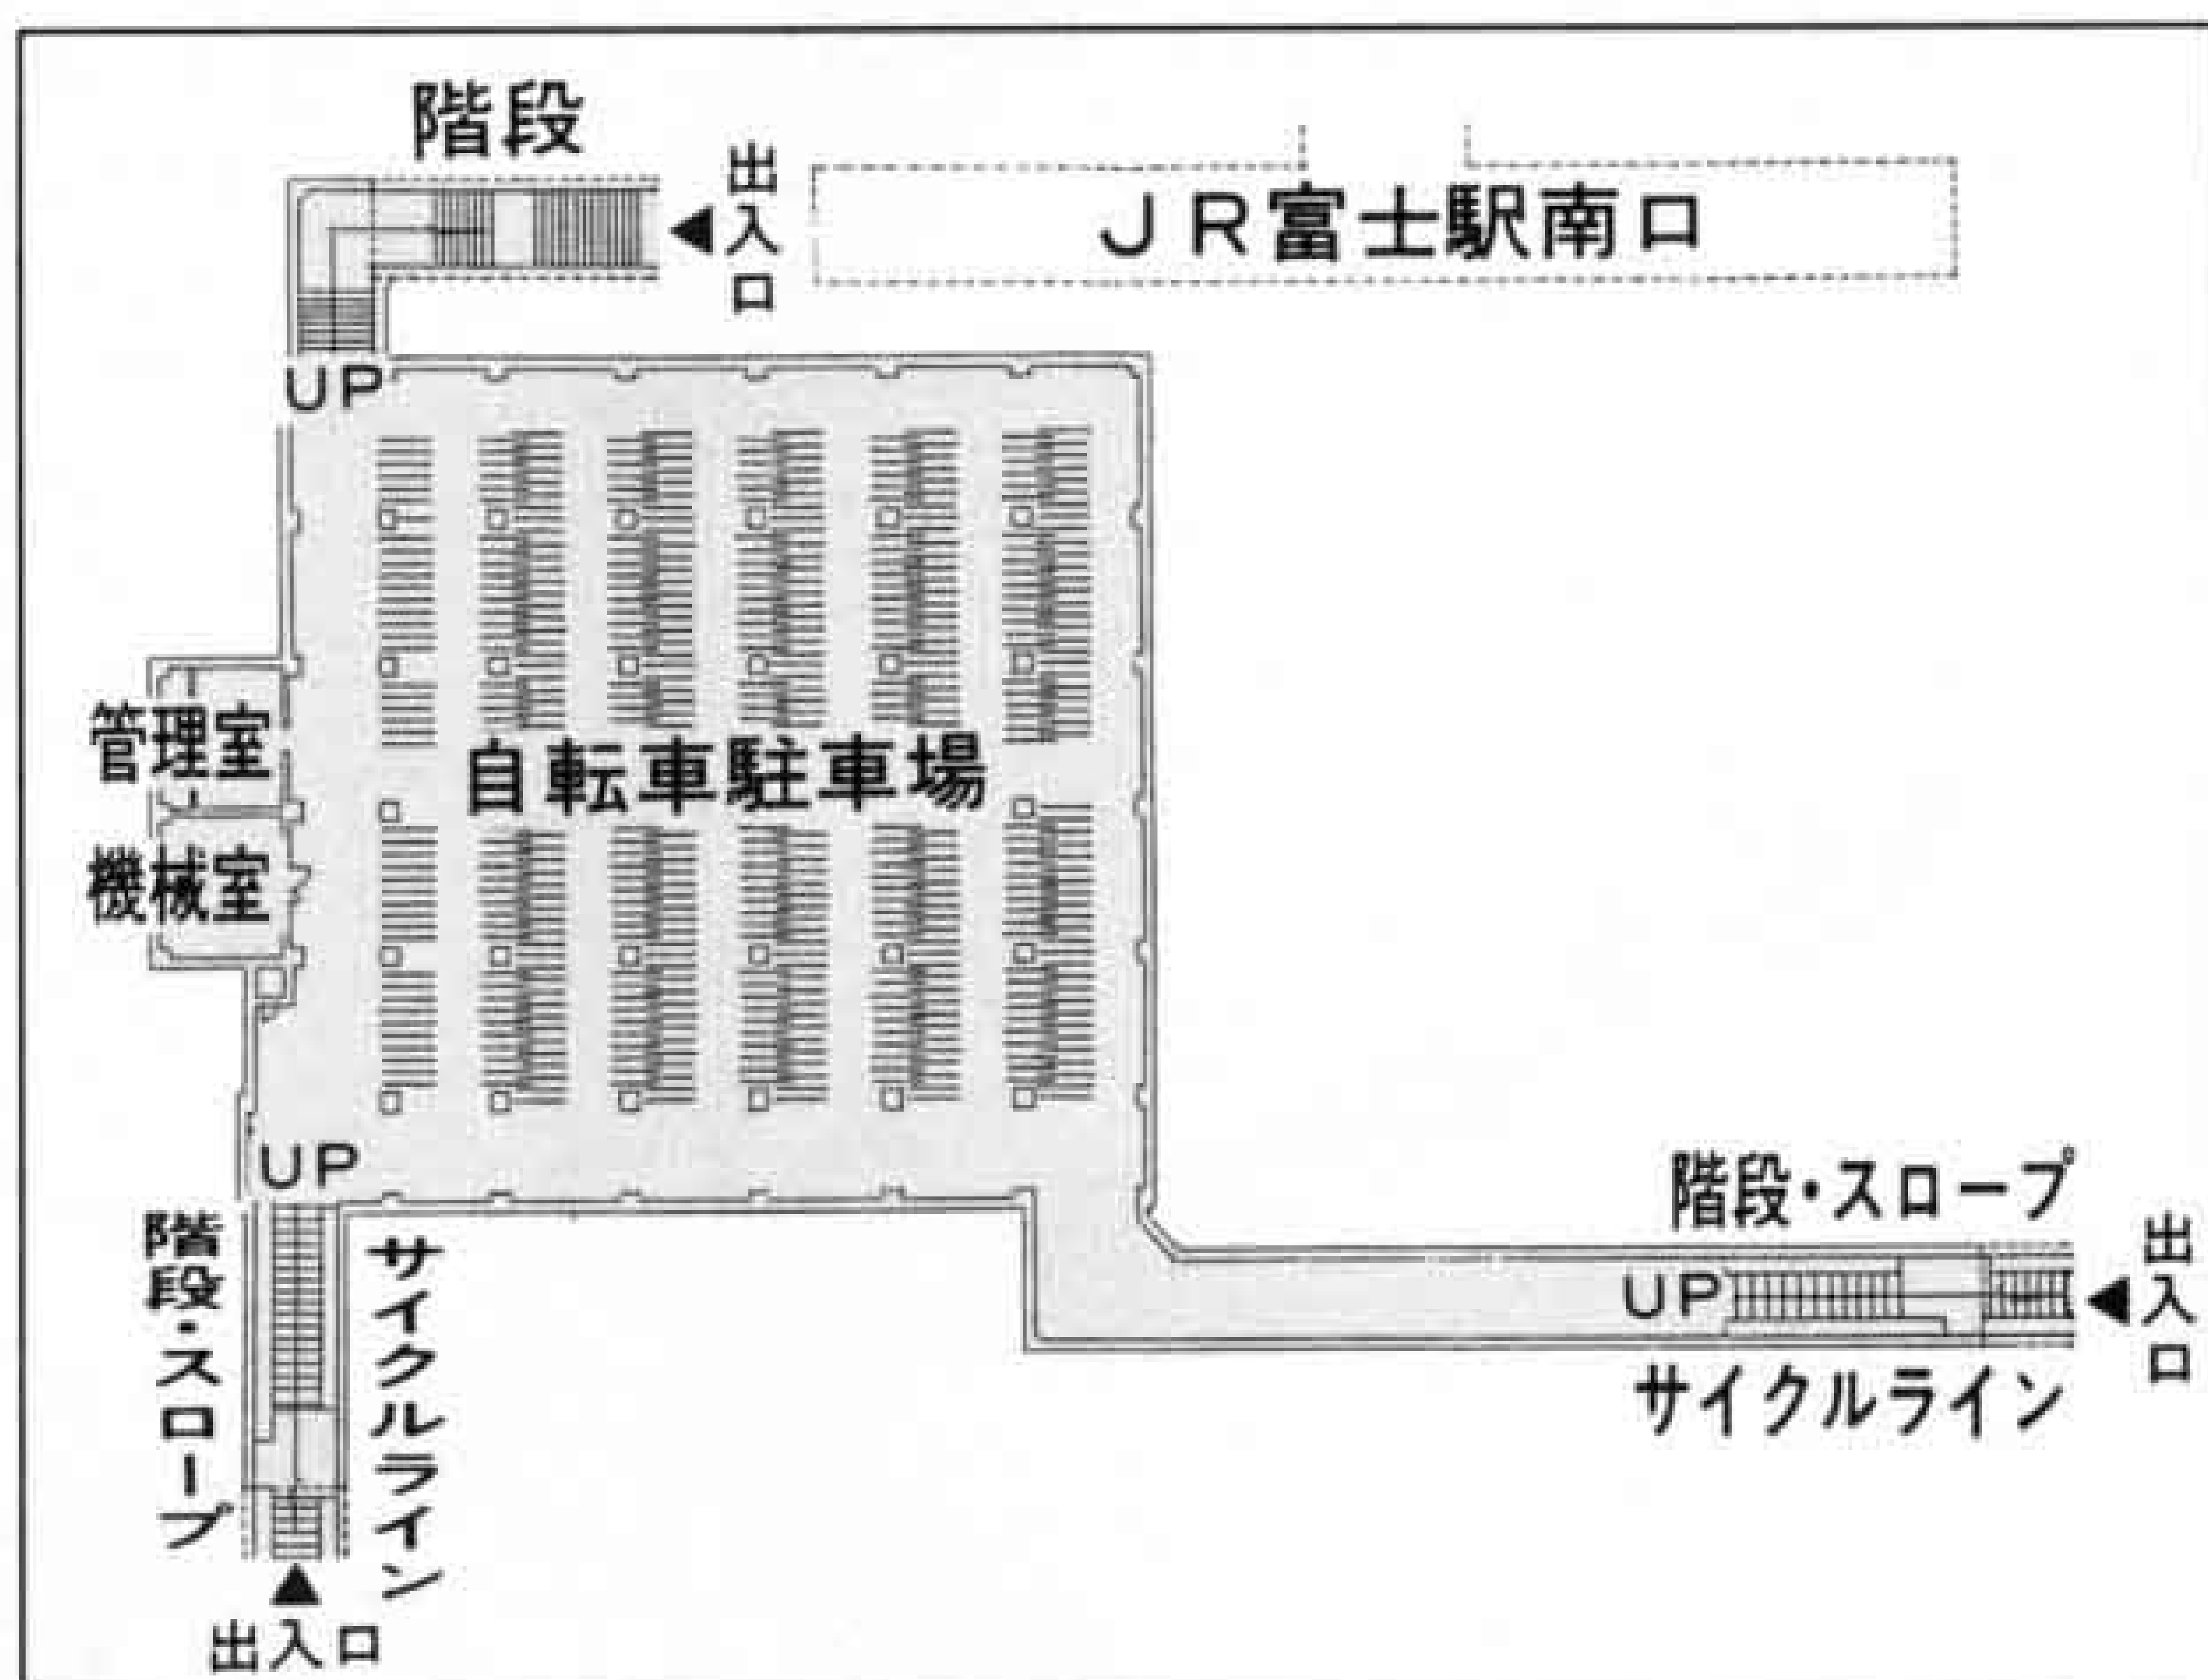 階段
出入口
JR富士駅南口
UP
管理室
自転車駐車場
機械室
UP
階段・スロープ
サイクルライン
出入口
階段・スロープ
UP
出入口
サイクルライン